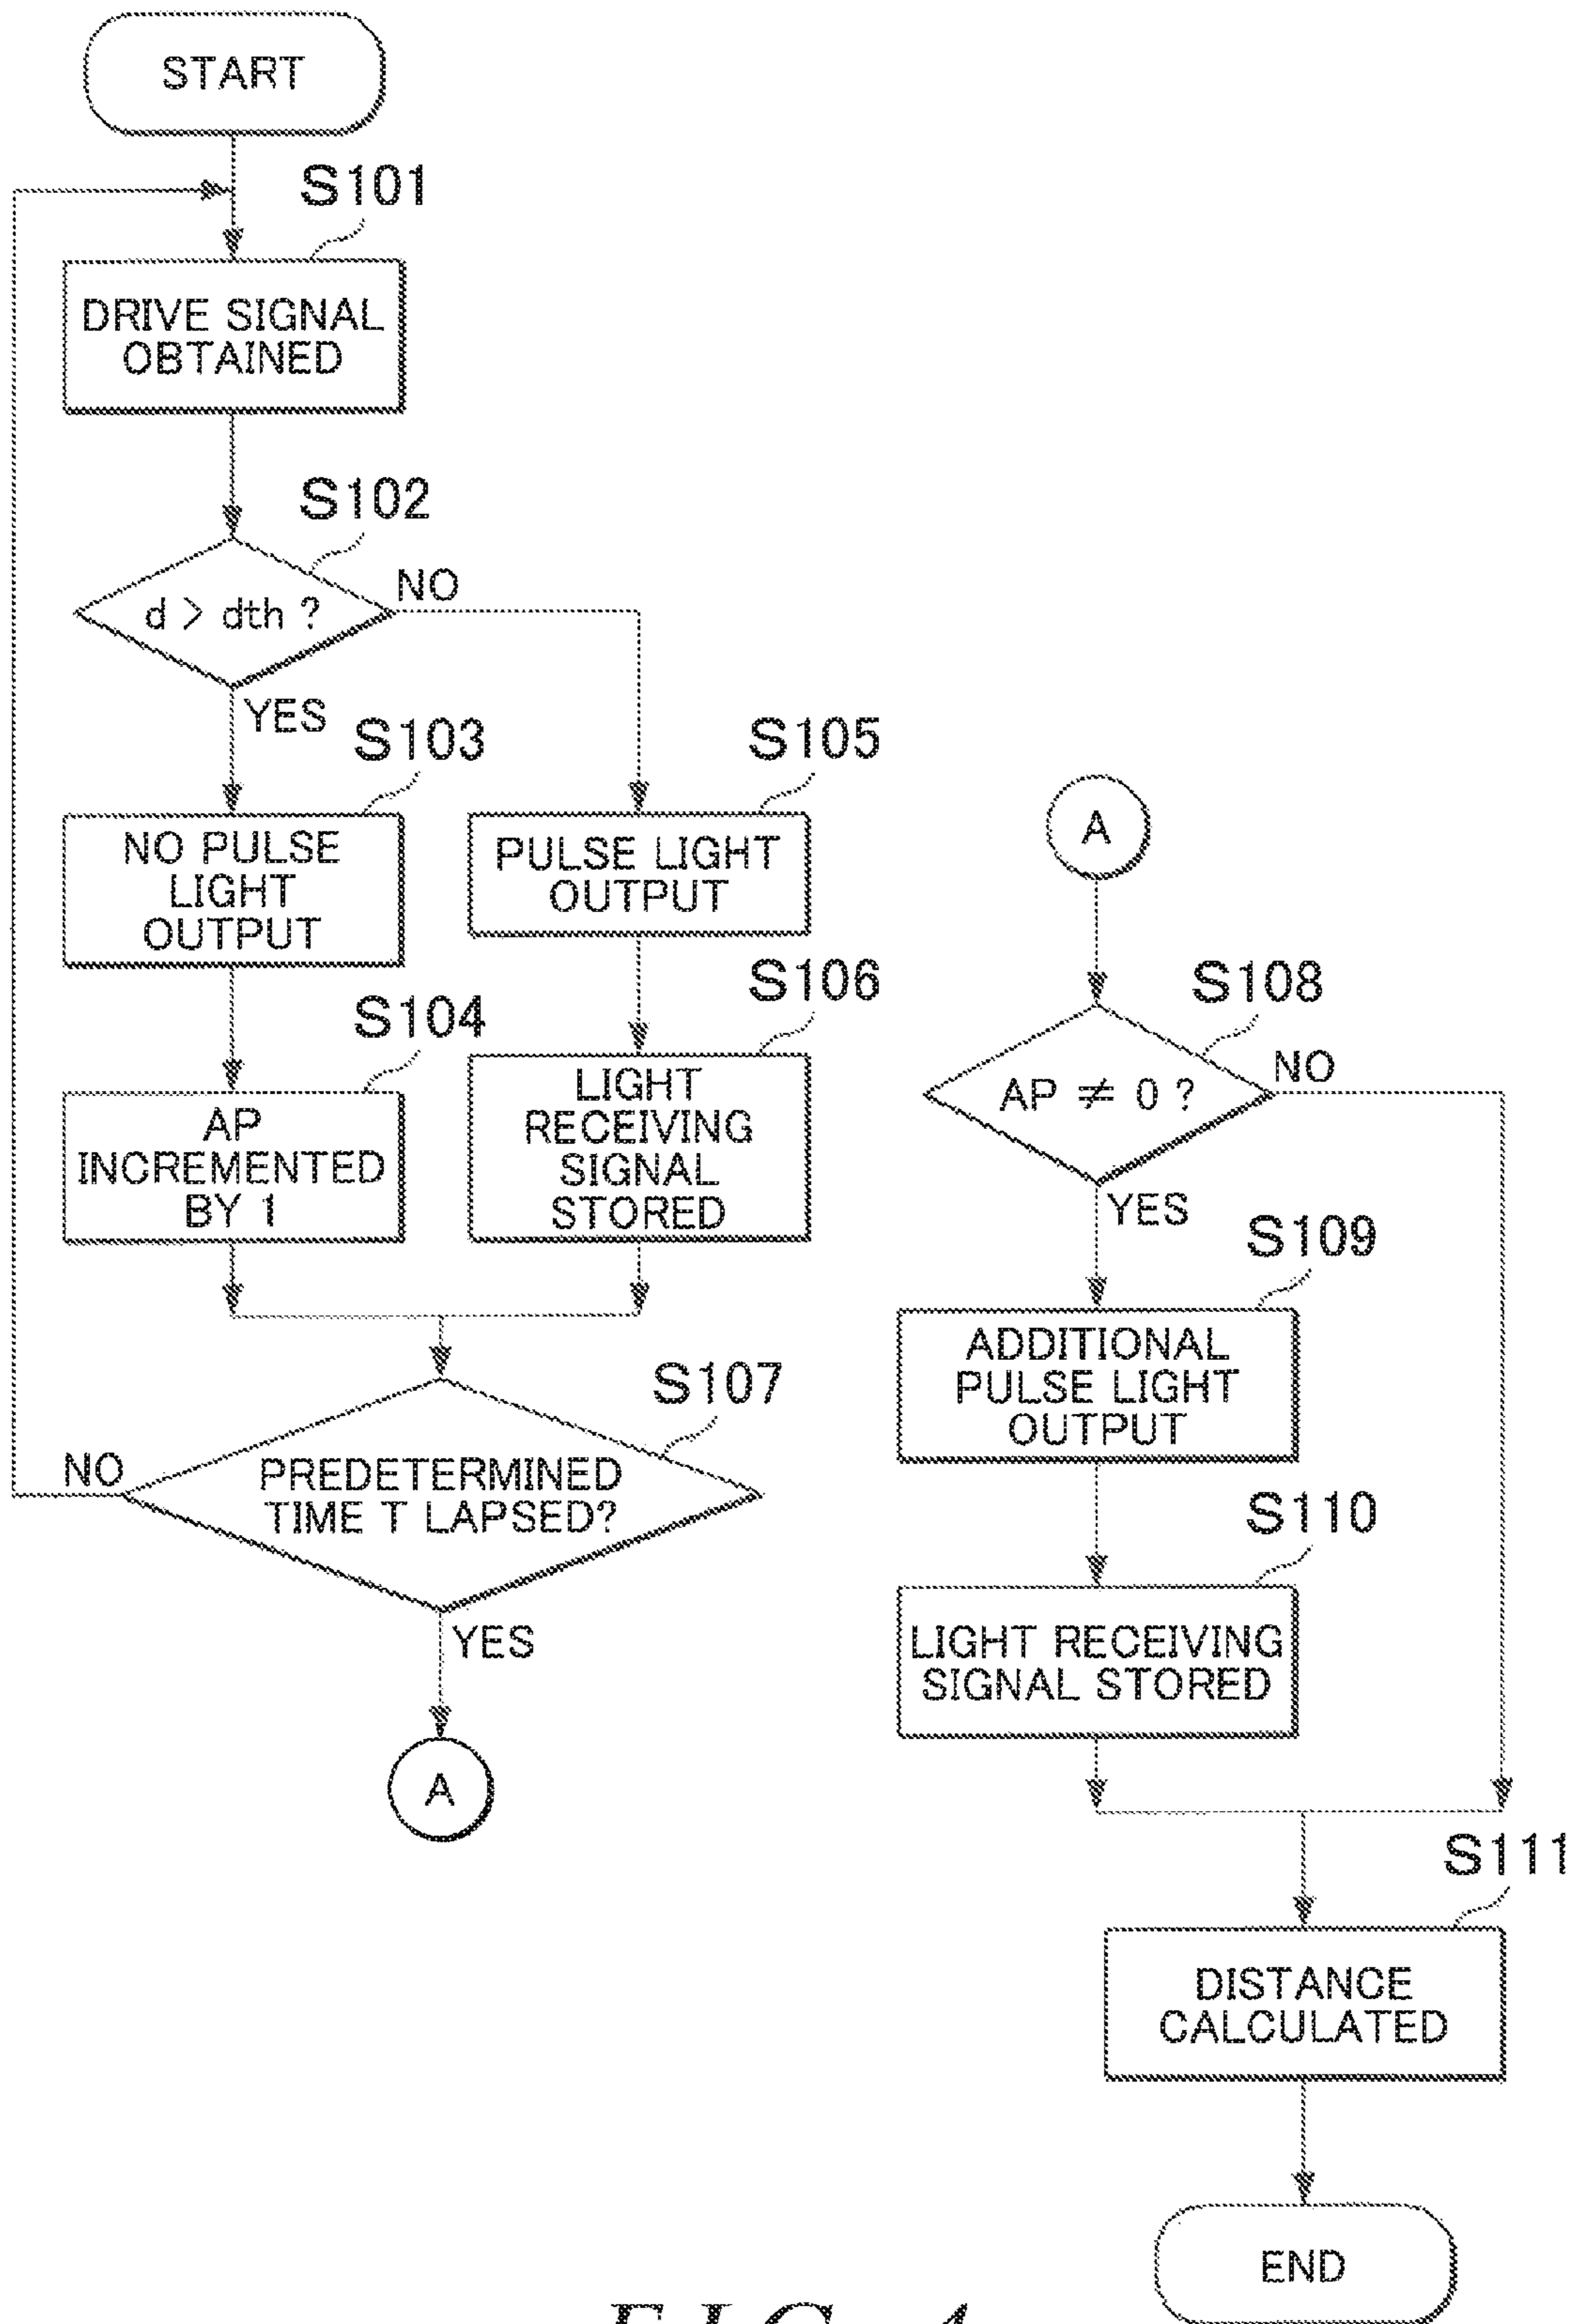 START
S101
DRIVE SIGNAL
OBTAINED
S102
d > dth ?
NO
YES
S103
NO PULSE
LIGHT
OUTPUT
S104
AP
INCREMENTED
BY 1
S105
PULSE LIGHT
OUTPUT
S106
LIGHT
RECEIVING
SIGNAL
STORED
S107
PREDETERMINED
TIME T LAPSED?
NO
YES
A
A
S108
AP ≠ 0 ?
NO
YES
S109
ADDITIONAL
PULSE LIGHT
OUTPUT
S110
LIGHT RECEIVING
SIGNAL STORED
S111
DISTANCE
CALCULATED
END